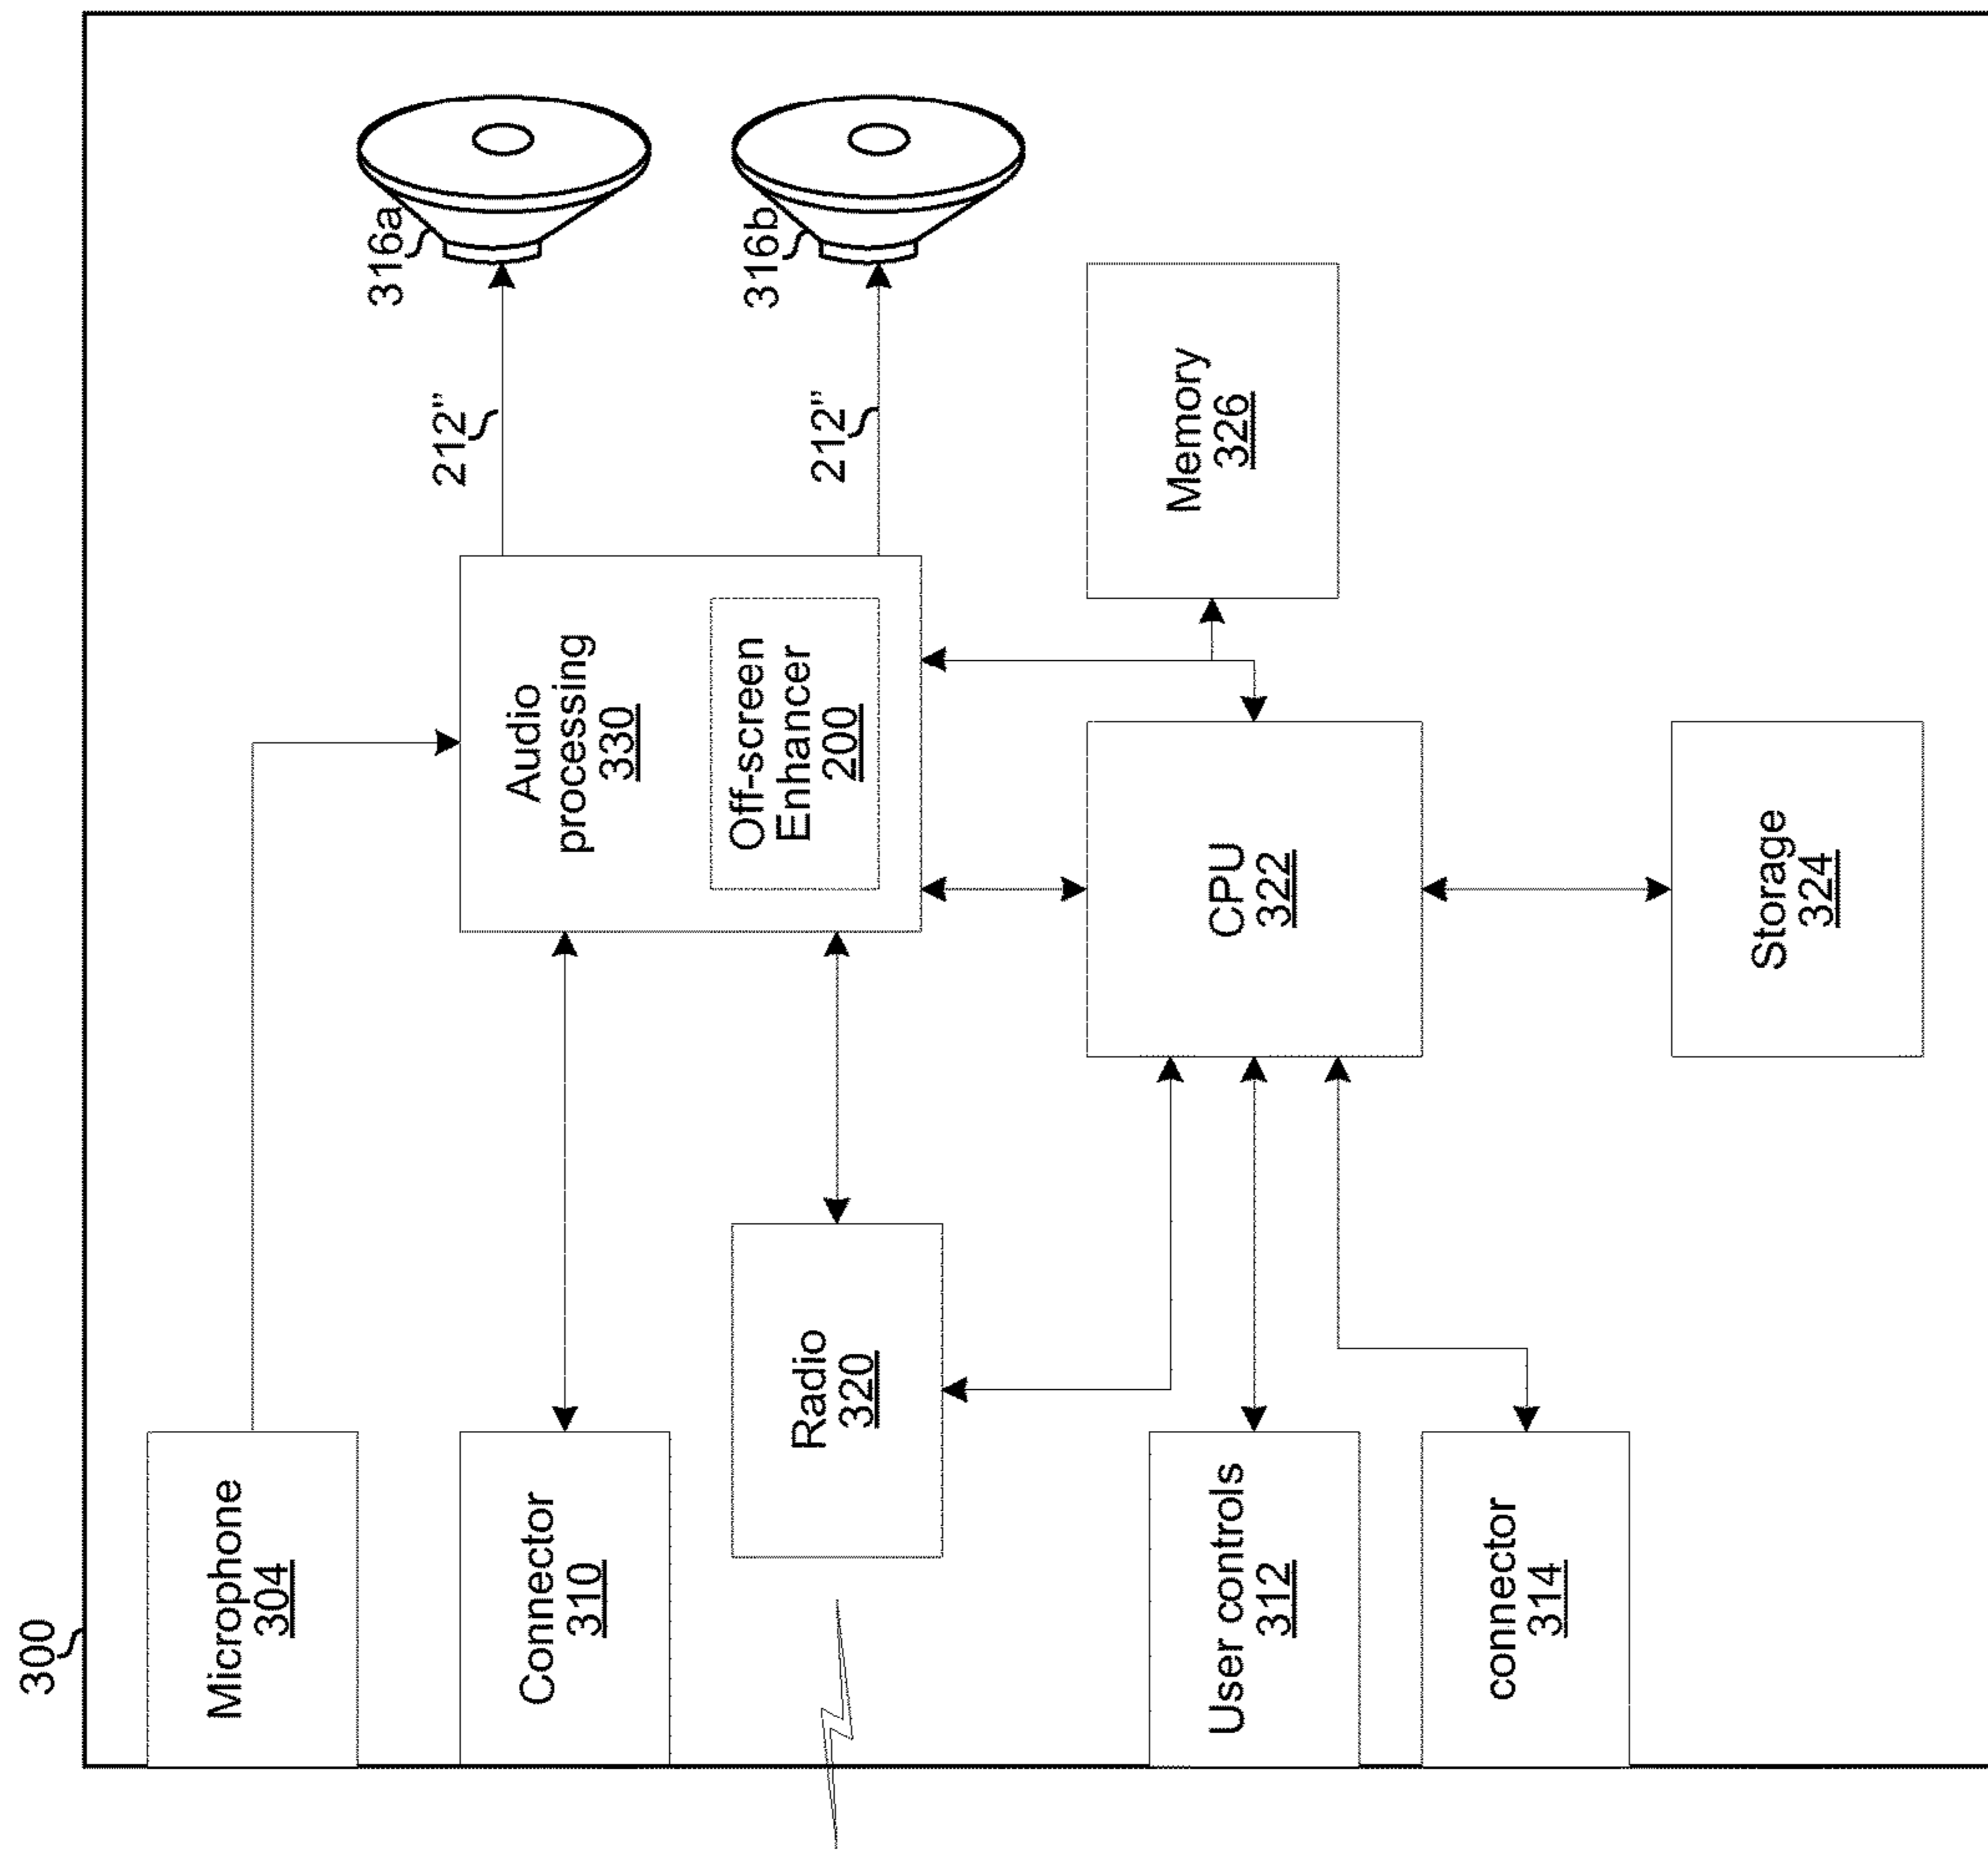 300
Microphone
304
Connector
310
Radio
320
User controls
312
connector
314
Audio
processing
330
Off-screen
Enhancer
200
CPU
322
Storage
324
Memory
326
212”
212”
316a
316b